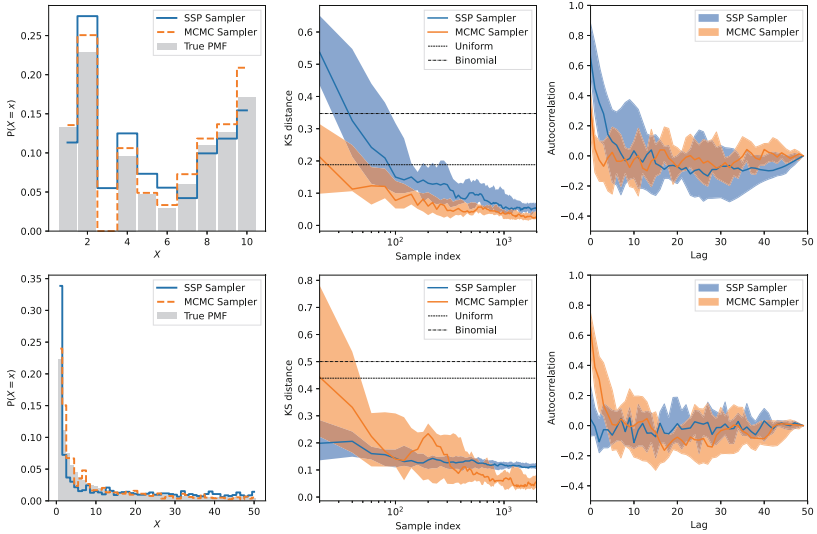 SSP Sampler
MCMC Sampler
True PMF
P(X = x)
0.25
0.20
0.15
0.10
0.05
0.00
2
4
6
8
10
X
SSP Sampler
MCMC Sampler
Uniform
Binomial
KS distance
0.6
0.5
0.4
0.3
0.2
0.1
0.0
10²
10³
Sample index
SSP Sampler
MCMC Sampler
Autocorrelation
1.0
0.8
0.6
0.4
0.2
0.0
−0.2
−0.4
0
10
20
30
40
50
Lag
SSP Sampler
MCMC Sampler
True PMF
P(X = x)
0.35
0.30
0.25
0.20
0.15
0.10
0.05
0.00
0
10
20
30
40
50
X
SSP Sampler
MCMC Sampler
Uniform
Binomial
KS distance
0.8
0.7
0.6
0.5
0.4
0.3
0.2
0.1
0.0
10²
10³
Sample index
SSP Sampler
MCMC Sampler
Autocorrelation
1.0
0.8
0.6
0.4
0.2
0.0
−0.2
−0.4
0
10
20
30
40
50
Lag